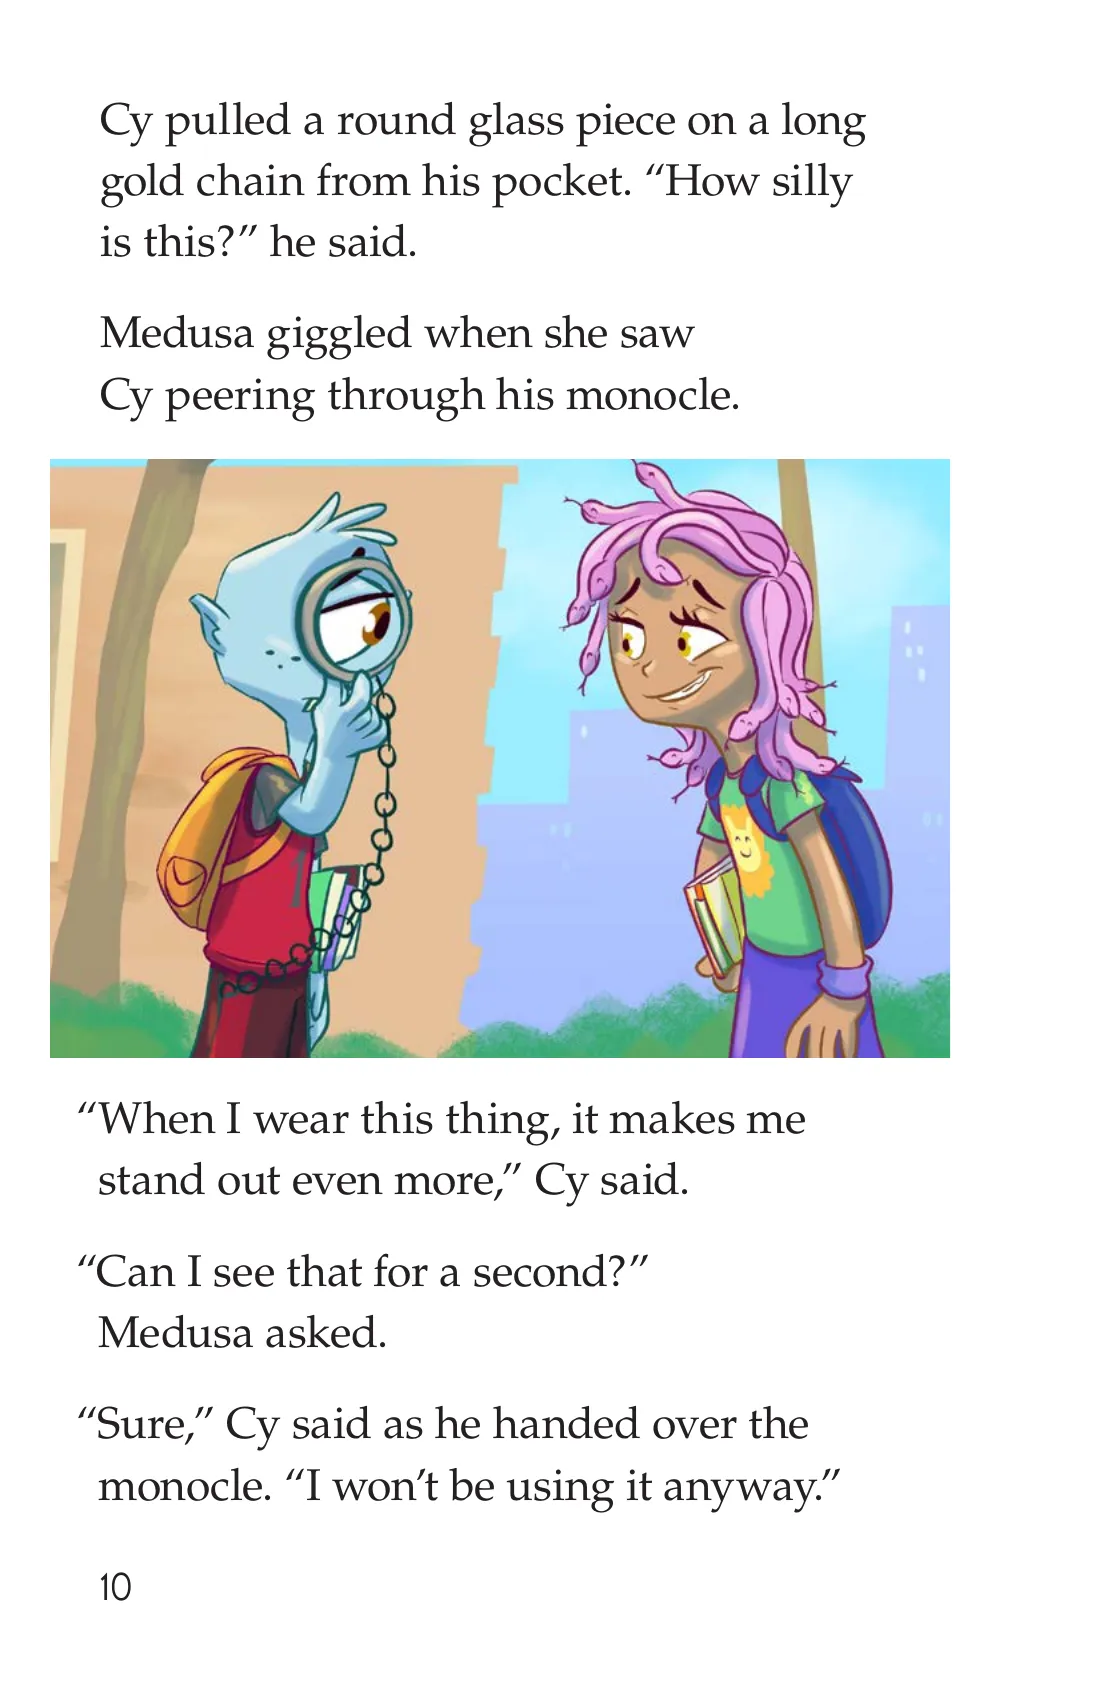 Cy pulled a round glass piece on a long
gold chain from his pocket. “How silly
is this?” he said.
Medusa giggled when she saw
Cy peering through his monocle.
“When I wear this thing, it makes me
stand out even more,” Cy said.
“Can I see that for a second?”
Medusa asked.
“Sure,” Cy said as he handed over the
monocle. “I won’t be using it anyway.”
10